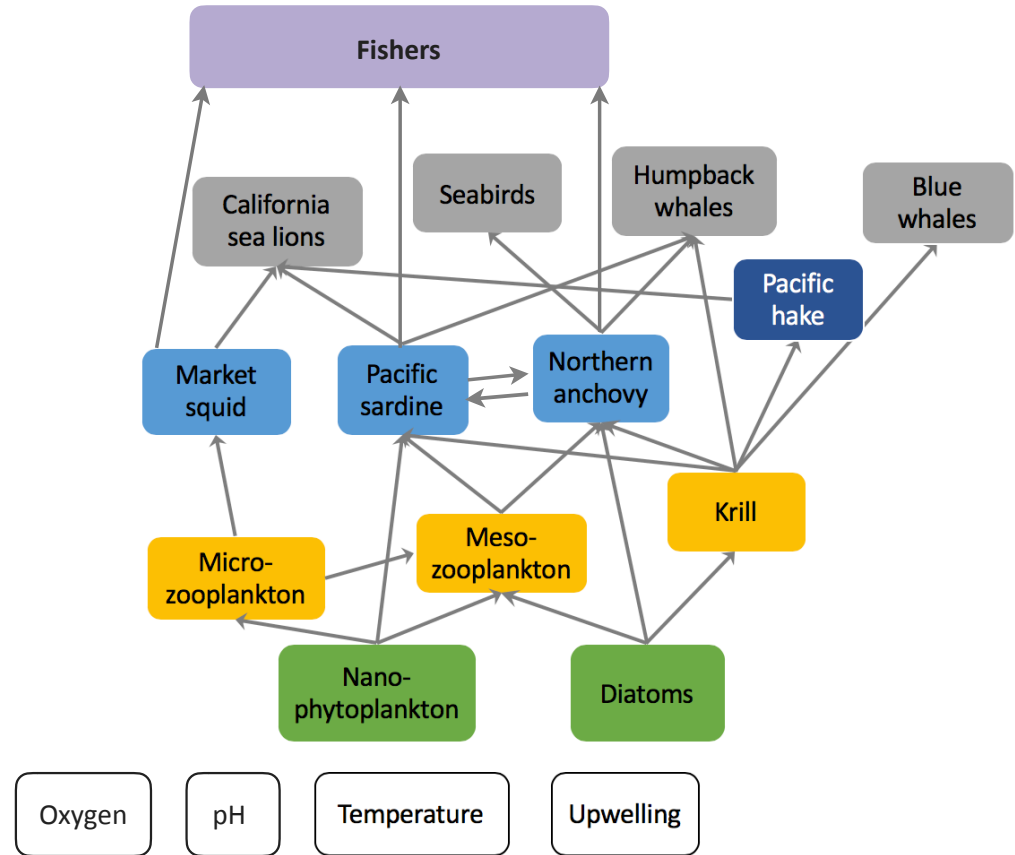 Fishers
California
sea lions
Seabirds
Humpback
whales
Blue
whales
Pacific
hake
Market
squid
Pacific
sardine
Northern
anchovy
Krill
Micro-
zooplankton
Meso-
zooplankton
Nano-
phytoplankton
Diatoms
Oxygen
pH
Temperature
Upwelling